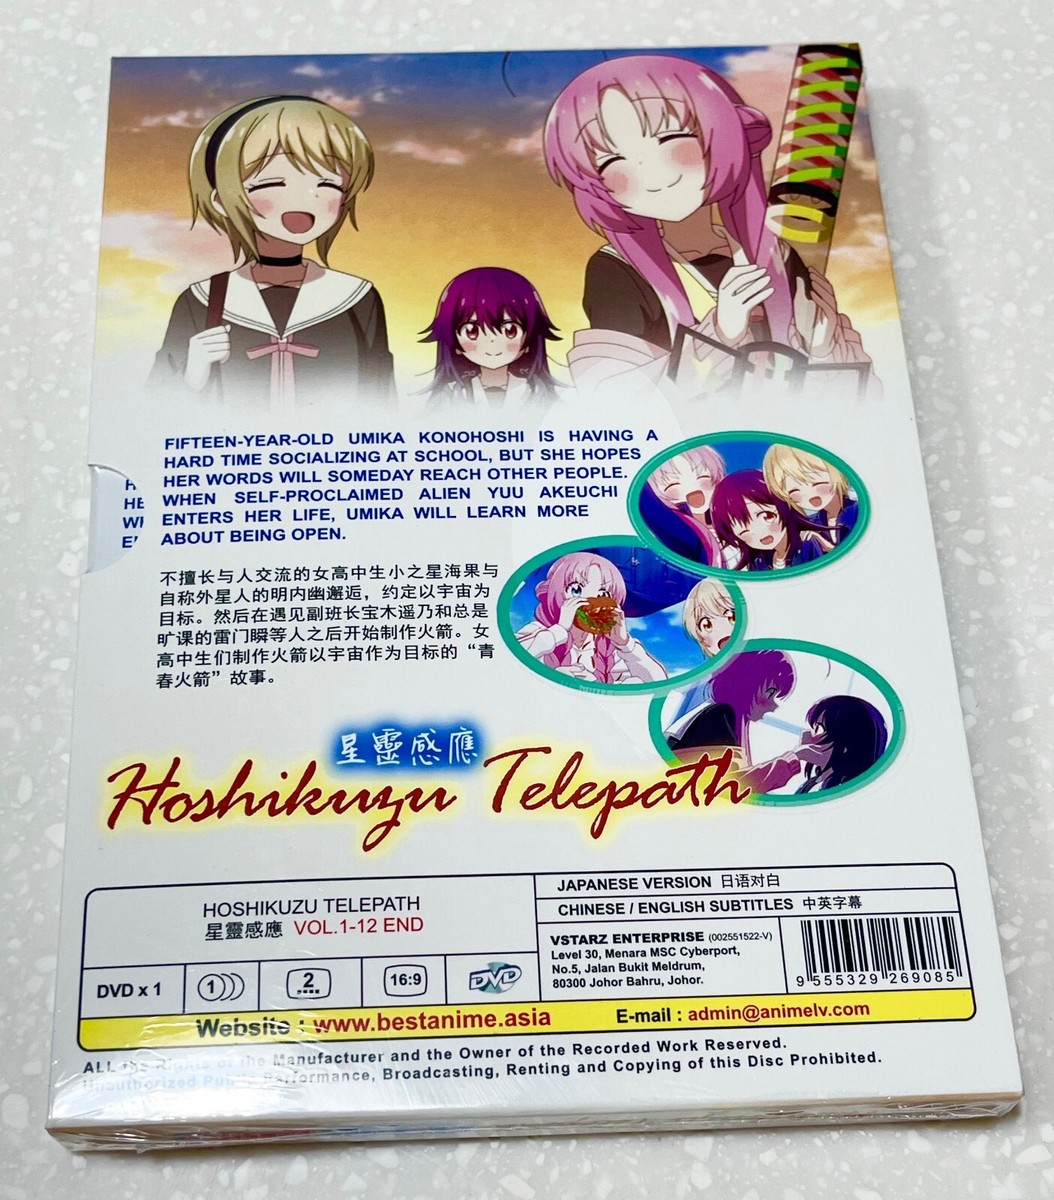 FIFTEEN-YEAR-OLD UMIKA KONOHOSHI IS HAVING A
HARD TIME SOCIALIZING AT SCHOOL, BUT SHE HOPES
HER WORDS WILL SOMEDAY REACH OTHER PEOPLE.
WHEN SELF-PROCLAIMED ALIEN YUU AKEUCHI
ENTERS HER LIFE, UMIKA WILL LEARN MORE
ABOUT BEING OPEN.
不擅长与人交流的女高中生小之星海果与
自称外星人的明内幽邂逅，约定以宇宙为
目标。然后在遇见副班长宝木遥乃和总是
旷课的雷门瞬等人之后开始制作火箭。女
高中生们制作火箭以宇宙作为目标的“青
春火箭”故事。
星靈感應
Hoshikuzu Telepath
HOSHIKUZU TELEPATH
星靈感應 VOL.1-12 END
JAPANESE VERSION 日语对白
CHINESE / ENGLISH SUBTITLES 中英字幕
VSTARZ ENTERPRISE (002551522-V)
Level 30, Menara MSC Cyberport,
No.5, Jalan Bukit Meldrum,
80300 Johor Bahru, Johor.
9 555329 269085
DVD x 1
1
2
16:9
DVD
Website : www.bestanime.asia
E-mail : admin@animelv.com
ALL the Rights of the Manufacturer and the Owner of the Recorded Work Reserved.
Unauthorized Public Performance, Broadcasting, Renting and Copying of this Disc Prohibited.